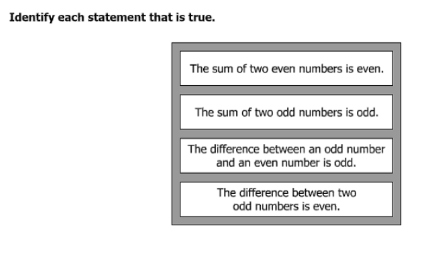 Identify each statement that is true.
The sum of two even numbers is even.
The sum of two odd numbers is odd.
The difference between an odd number
and an even number is odd.
The difference between two
odd numbers is even.